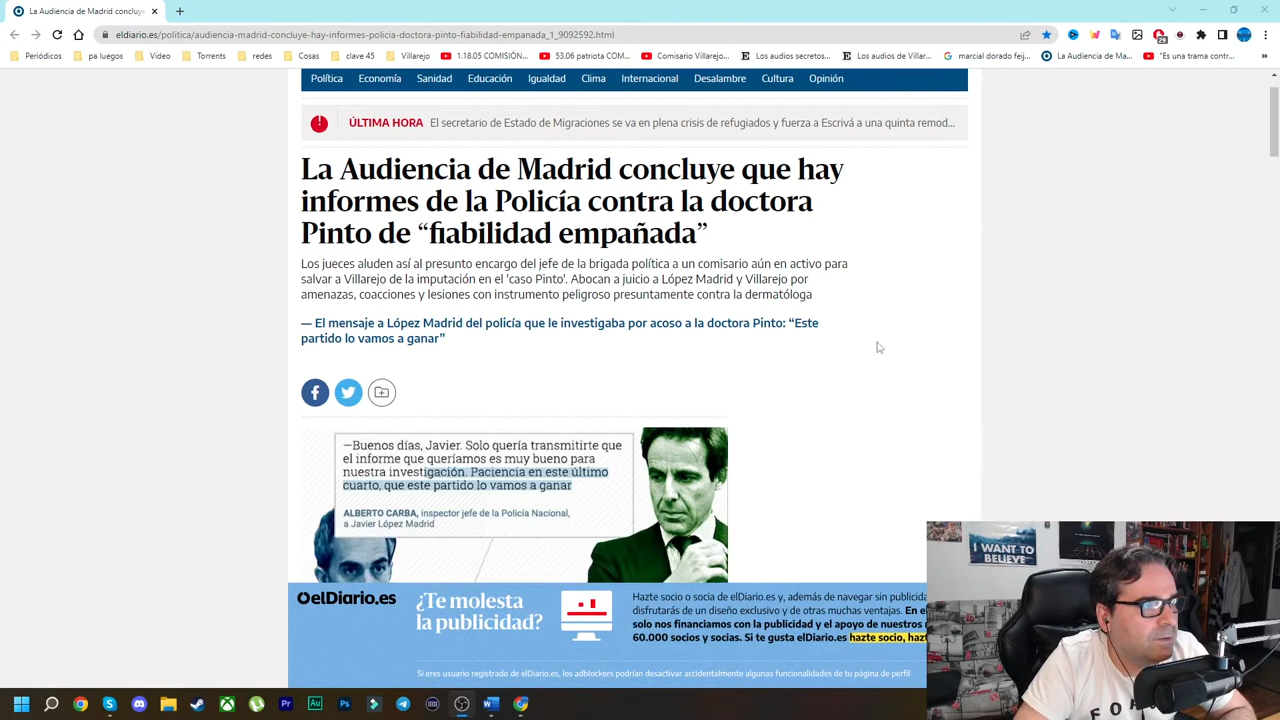 La Audiencia de Madrid concluye
eldiario.es/politica/audiencia-madrid-concluye-hay-informes-policia-doctora-pinto-fiabilidad-empanada_1_9092592.html
Periódicos
pa luegos
Video
Torrents
redes
Cosas
clave 45
Villarejo
1.18.05 COMISIÓN...
53.06 patriota COM...
Comisario Villarejo...
Los audios secretos...
Los audios de Villar...
marcial dorado feij...
La Audiencia de Ma...
"Es una trama contr...
Política
Economía
Sanidad
Educación
Igualdad
Clima
Internacional
Desalambre
Cultura
Opinión
ÚLTIMA HORA El secretario de Estado de Migraciones se va en plena crisis de refugiados y fuerza a Escrivá a una quinta remod...
La Audiencia de Madrid concluye que hay
informes de la Policía contra la doctora
Pinto de “fiabilidad empañada”
Los jueces aluden así al presunto encargo del jefe de la brigada política a un comisario aún en activo para
salvar a Villarejo de la imputación en el 'caso Pinto'. Abocan a juicio a López Madrid y Villarejo por
amenazas, coacciones y lesiones con instrumento peligroso presuntamente contra la dermatóloga
— El mensaje a López Madrid del policía que le investigaba por acoso a la doctora Pinto: “Este
partido lo vamos a ganar”
—Buenos días, Javier. Solo quería transmitirte que
el informe que queríamos es muy bueno para
nuestra investigación. Paciencia en este último
cuarto, que este partido lo vamos a ganar
ALBERTO CARBA, inspector jefe de la Policía Nacional,
a Javier López Madrid
I WANT TO
BELIEVE
elDiario.es
¿Te molesta
la publicidad?
Hazte socio o socia de elDiario.es y, además de navegar sin publicida
disfrutarás de un diseño exclusivo y de otras muchas ventajas. En e
solo nos financiamos con la publicidad y el apoyo de nuestros
60.000 socios y socias. Si te gusta elDiario.es hazte socio, hazt
Si eres usuario registrado de elDiario.es, los adblockers podrían desactivar accidentalmente algunas funcionalidades de tu página de perfil